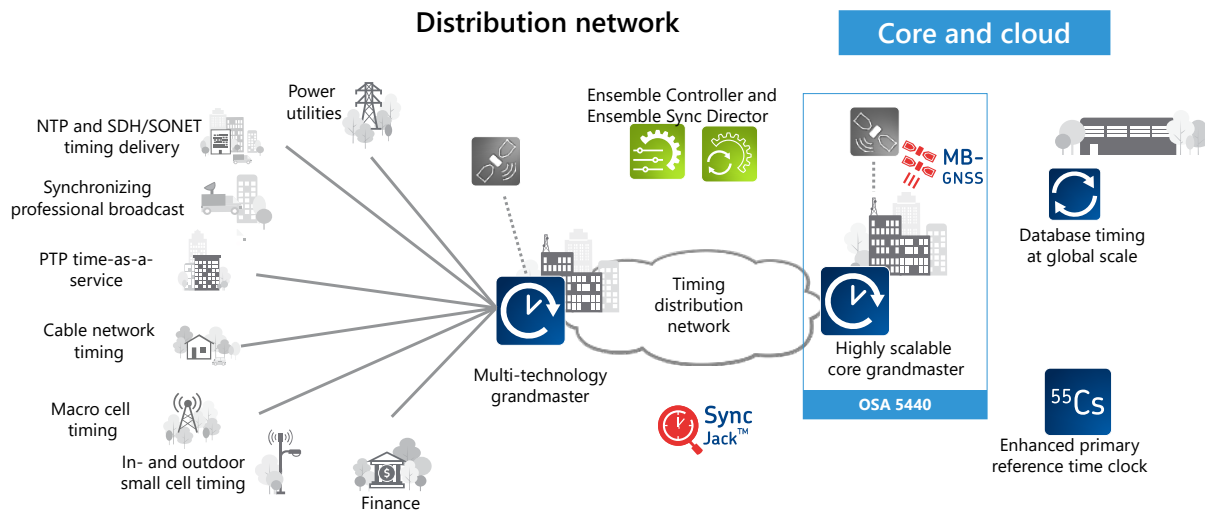 Distribution network
Core and cloud
NTP and SDH/SONET
timing delivery
Power
utilities
Synchronizing
professional broadcast
PTP time-as-a-
service
Cable network
timing
Macro cell
timing
In- and outdoor
small cell timing
$
Finance
Multi-technology
grandmaster
Ensemble Controller and
Ensemble Sync Director
Timing
distribution
network
Sync
Jack™
MB-
GNSS
Highly scalable
core grandmaster
OSA 5440
Database timing
at global scale
⁵⁵Cs
Enhanced primary
reference time clock